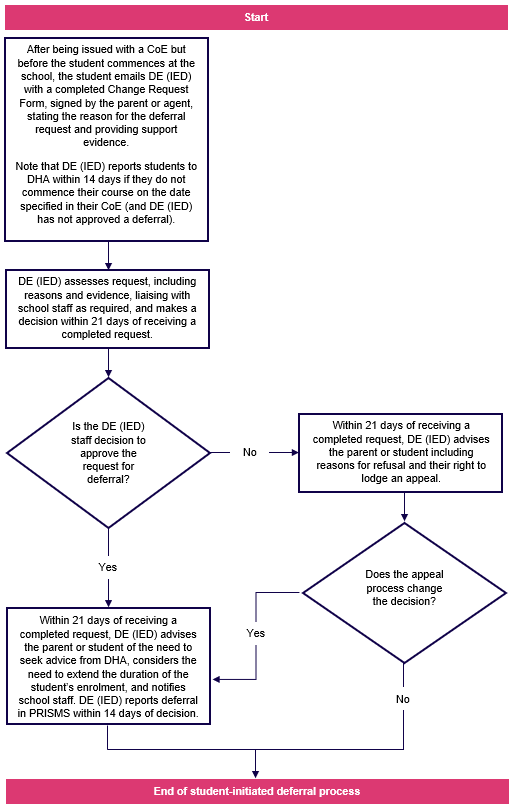 Start
After being issued with a CoE but
before the student commences at the
school, the student emails DE (IED)
with a completed Change Request
Form, signed by the parent or agent,
stating the reason for the deferral
request and providing support
evidence.
Note that DE (IED) reports students to
DHA within 14 days if they do not
commence their course on the date
specified in their CoE (and DE (IED)
has not approved a deferral).
DE (IED) assesses request, including
reasons and evidence, liaising with
school staff as required, and makes a
decision within 21 days of receiving a
completed request.
Is the DE (IED)
staff decision to
approve the
request for
deferral?
No
Within 21 days of receiving a
completed request, DE (IED) advises
the parent or student including
reasons for refusal and their right to
lodge an appeal.
Does the appeal
process change
the decision?
Yes
Yes
Within 21 days of receiving a
completed request, DE (IED) advises
the parent or student of the need to
seek advice from DHA, considers the
need to extend the duration of the
student's enrolment, and notifies
school staff. DE (IED) reports deferral
in PRISMS within 14 days of decision.
No
End of student-initiated deferral process